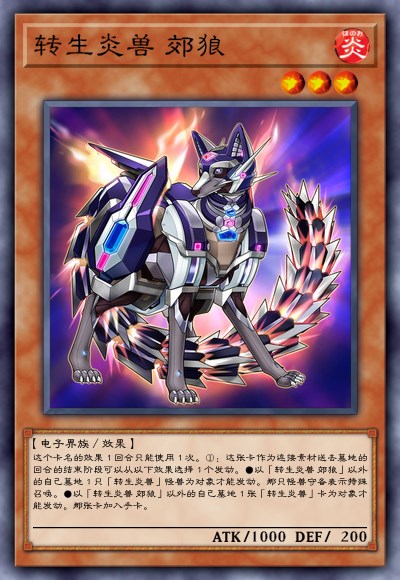 转生炎兽 郊狼
ほのお
炎
【电子界族／效果】
这个卡名的效果1回合只能使用1次。①：这张卡作为连接素材送去墓地的
回合的结束阶段可以从以下效果选择1个发动。●以「转生炎兽 郊狼」以外
的自己墓地1只「转生炎兽」怪兽为对象才能发动。那只怪兽守备表示特殊
召唤。●以「转生炎兽 郊狼」以外的自己墓地1张「转生炎兽」卡为对象才
能发动。那张卡加入手卡。
ATK/1000 DEF/ 200